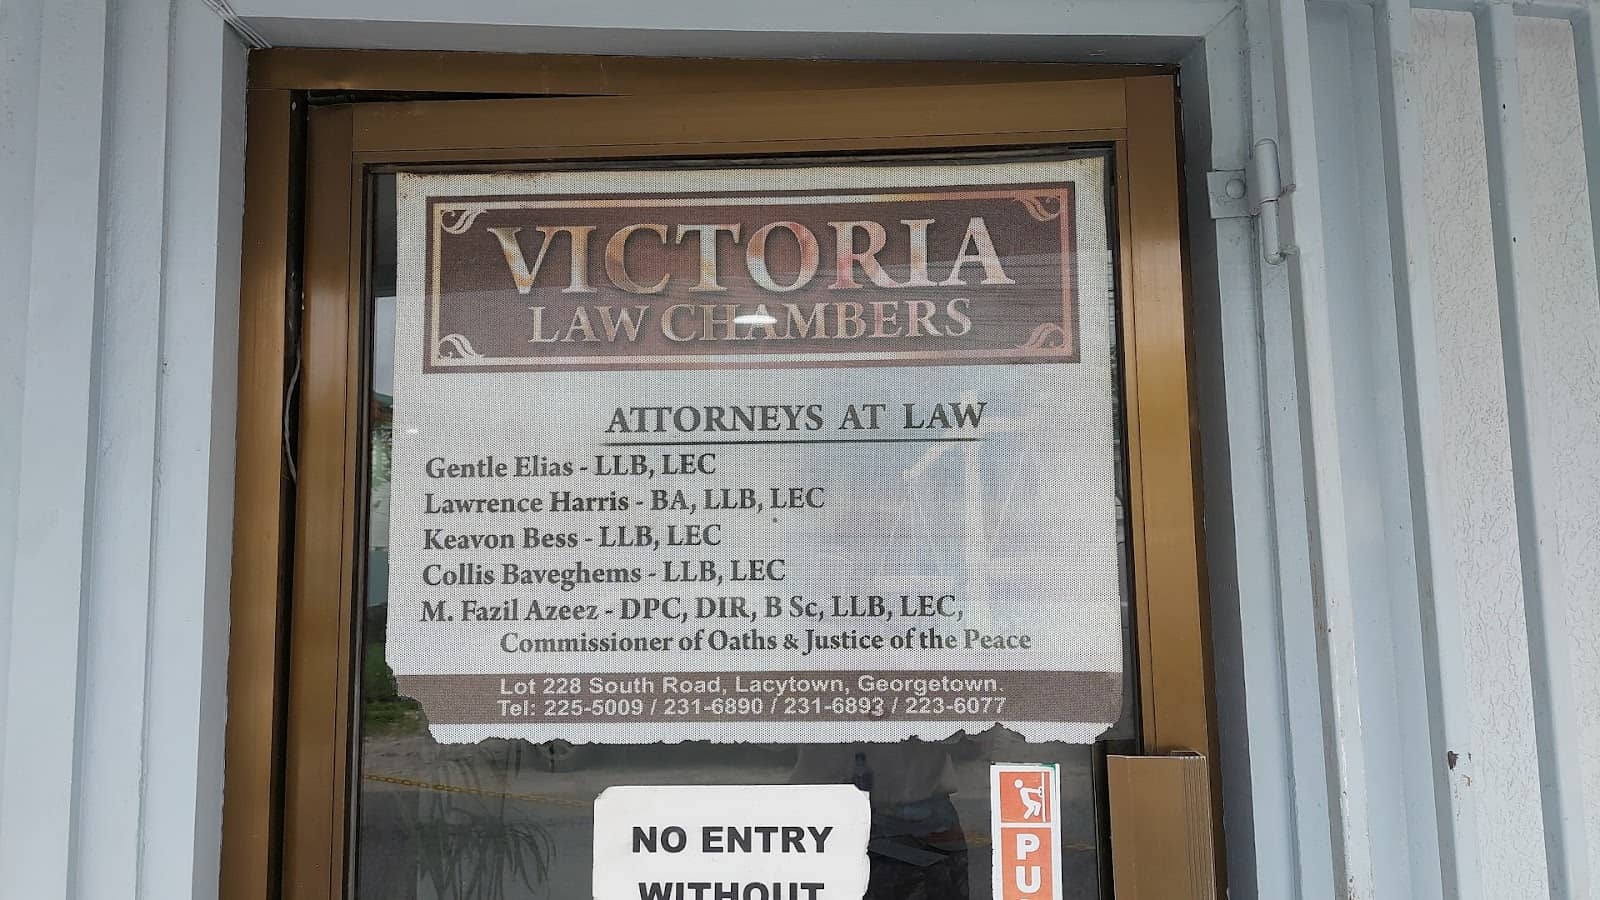 VICTORIA
LAW CHAMBERS
ATTORNEYS AT LAW
Gentle Elias - LLB, LEC
Lawrence Harris - BA, LLB, LEC
Keavon Bess - LLB, LEC
Collis Baveghems - LLB, LEC
M. Fazil Azeez - DPC, DIR, B Sc, LLB, LEC,
Commissioner of Oaths & Justice of the Peace
Lot 228 South Road, Lacytown, Georgetown.
Tel: 225-5009 / 231-6890 / 231-6893 / 223-6077
NO ENTRY
WITHOUT
PU